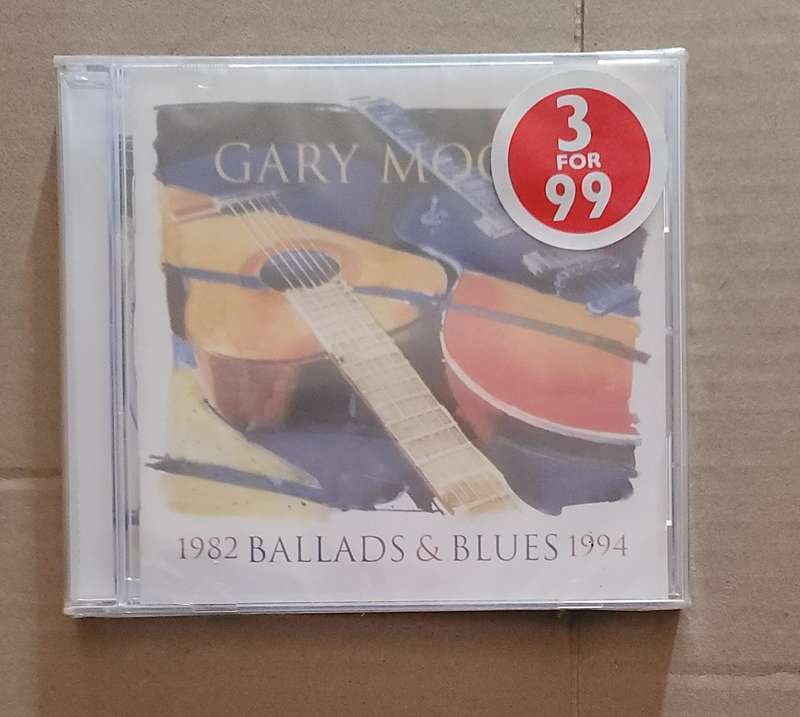 GARY MOO
3
FOR
99
1982 BALLADS & BLUES 1994